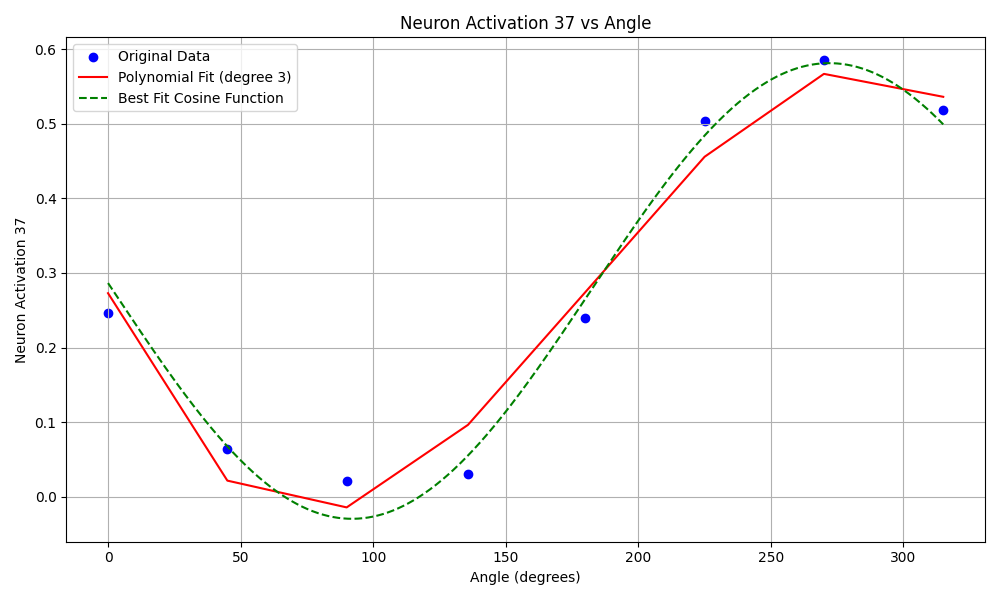 Neuron Activation 37 vs Angle
Original Data
Polynomial Fit (degree 3)
Best Fit Cosine Function
Neuron Activation 37
0.6
0.5
0.4
0.3
0.2
0.1
0.0
0 50 100 150 200 250 300
Angle (degrees)